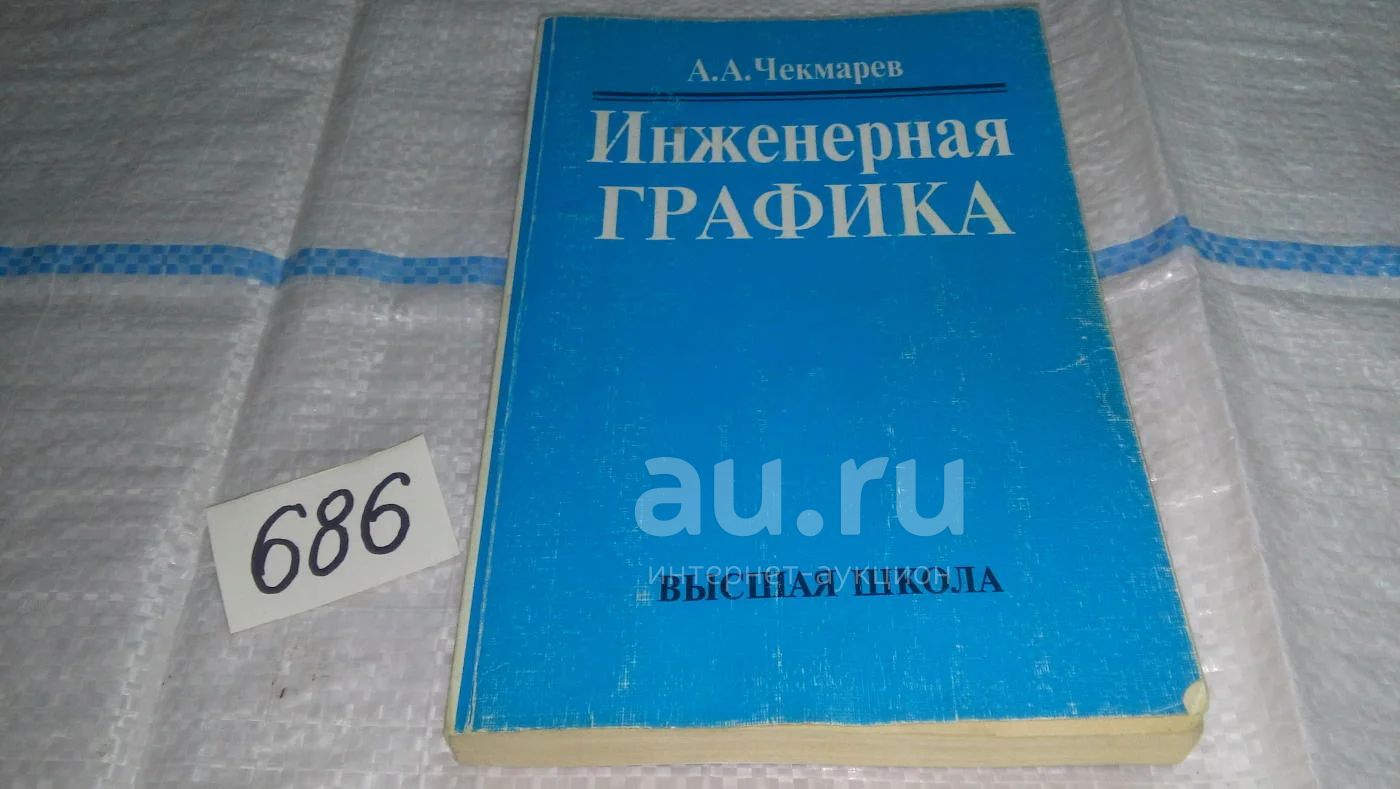 А.А.Чекмарев
Инженерная
ГРАФИКА
au.ru
интернет аукцион
ВЫСШАЯ ШКОЛА
686